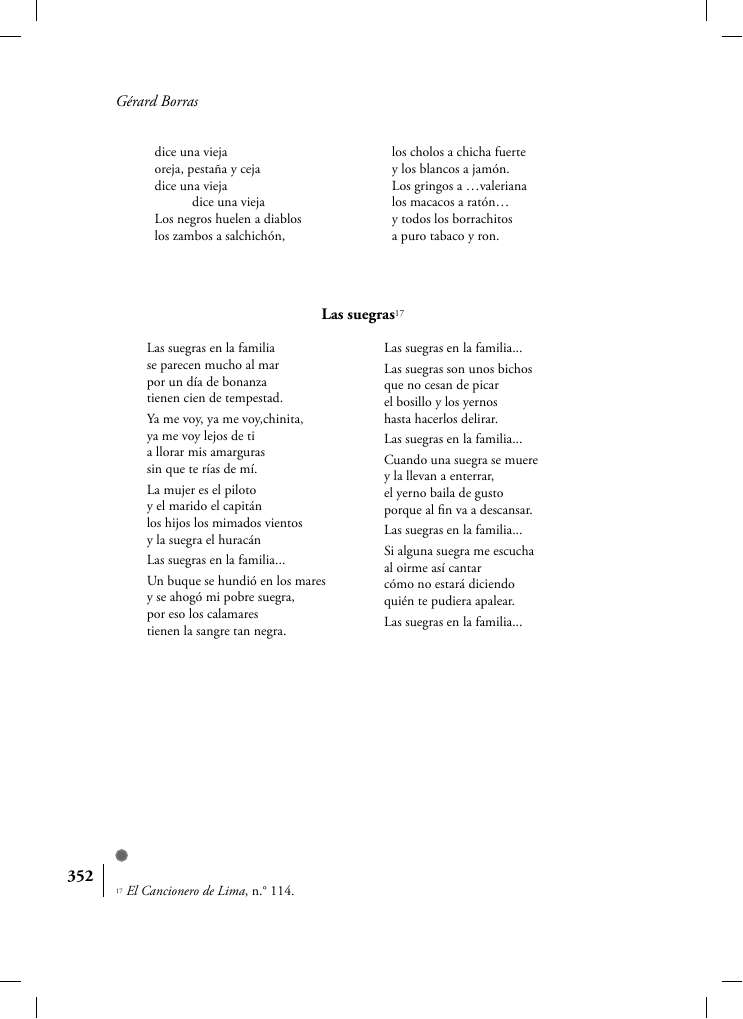 Gérard Borras
dice una vieja
oreja, pestaña y ceja
dice una vieja
dice una vieja
Los negros huelen a diablos
los zambos a salchichón,
los cholos a chicha fuerte
y los blancos a jamón.
Los gringos a …valeriana
los macacos a ratón…
y todos los borrachitos
a puro tabaco y ron.
Las suegras17
Las suegras en la familia
se parecen mucho al mar
por un día de bonanza
tienen cien de tempestad.
Ya me voy, ya me voy,chinita,
ya me voy lejos de ti
a llorar mis amarguras
sin que te rías de mí.
La mujer es el piloto
y el marido el capitán
los hijos los mimados vientos
y la suegra el huracán
Las suegras en la familia...
Un buque se hundió en los mares
y se ahogó mi pobre suegra,
por eso los calamares
tienen la sangre tan negra.
Las suegras en la familia...
Las suegras son unos bichos
que no cesan de picar
el bosillo y los yernos
hasta hacerlos delirar.
Las suegras en la familia...
Cuando una suegra se muere
y la llevan a enterrar,
el yerno baila de gusto
porque al fin va a descansar.
Las suegras en la familia...
Si alguna suegra me escucha
al oirme así cantar
cómo no estará diciendo
quién te pudiera apalear.
Las suegras en la familia...
352
17 El Cancionero de Lima, n.° 114.